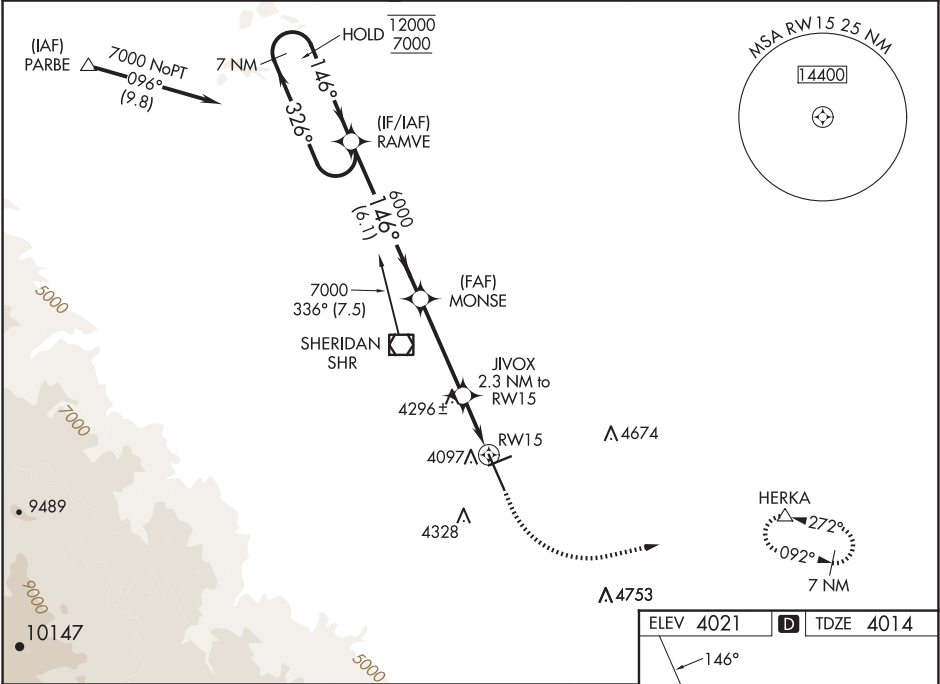 (IAF)
PARBE
7000 NoPT
096°
(9.8)
7 NM
HOLD
12000
7000
146°
326°
(IF/IAF)
RAMVE
MSA RW15 25 NM
14400
6000
146°
(6.1)
(FAF)
MONSE
7000
336° (7.5)
SHERIDAN
SHR
JIVOX
2.3 NM to
RW15
4296±
RW15
4097
4674
4328
HERKA
272°
092°
7 NM
4753
5000
7000
9489
9000
10147
5000
ELEV 4021 D TDZE 4014
146°